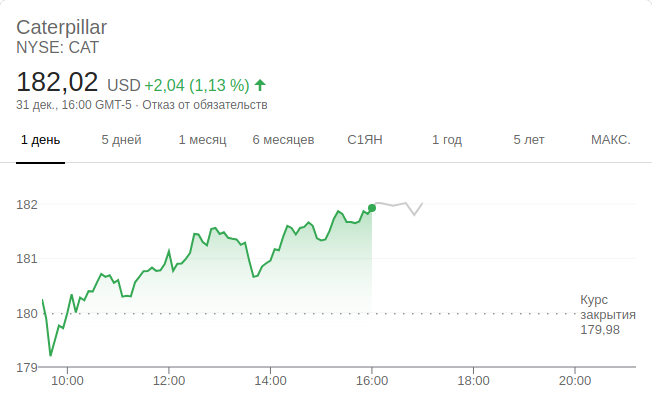 Caterpillar
NYSE: CAT
182,02 USD +2,04 (1,13 %)
31 дек., 16:00 GMT-5 · Отказ от обязательств
1 день 5 дней 1 месяц 6 месяцев С1ЯН 1 год 5 лет МАКС.
182
181
180
179
Курс
закрытия
179,98
10:00 12:00 14:00 16:00 18:00 20:00